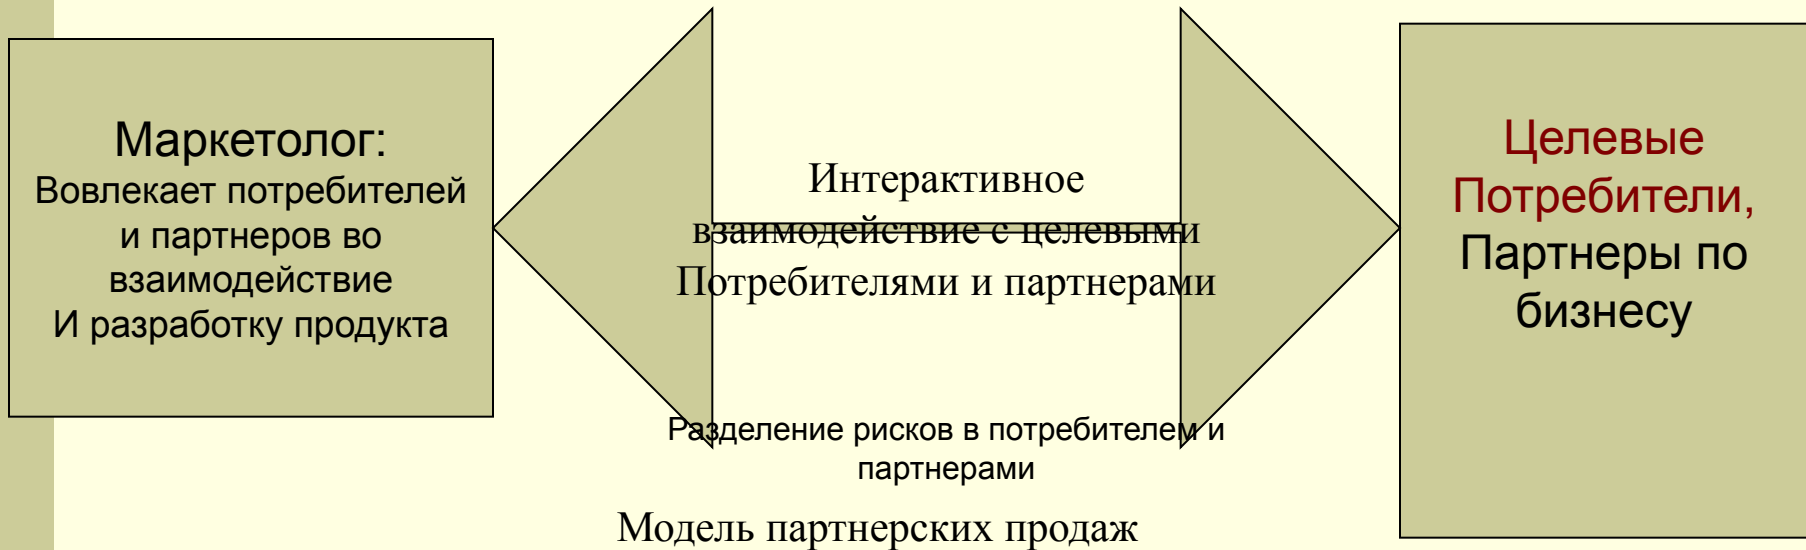 Маркетолог:
Вовлекает потребителей
и партнеров во
взаимодействие
И разработку продукта
Интерактивное
взаимодействие с целевыми
Потребителями и партнерами
Разделение рисков в потребителем и
партнерами
Модель партнерских продаж
Целевые
Потребители,
Партнеры по
бизнесу